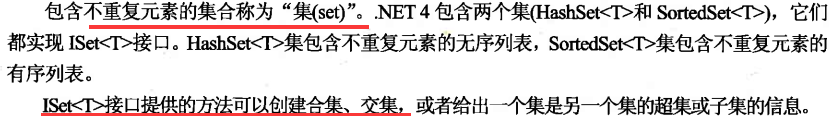 包含不重复元素的集合称为“集(set)”。.NET 4 包含两个集(HashSet<T>和 SortedSet<T>)，它们
都实现 ISet<T>接口。HashSet<T>集包含不重复元素的无序列表，SortedSet<T>集包含不重复元素的
有序列表。
ISet<T>接口提供的方法可以创建合集、交集，或者给出一个集是另一个集的超集或子集的信息。